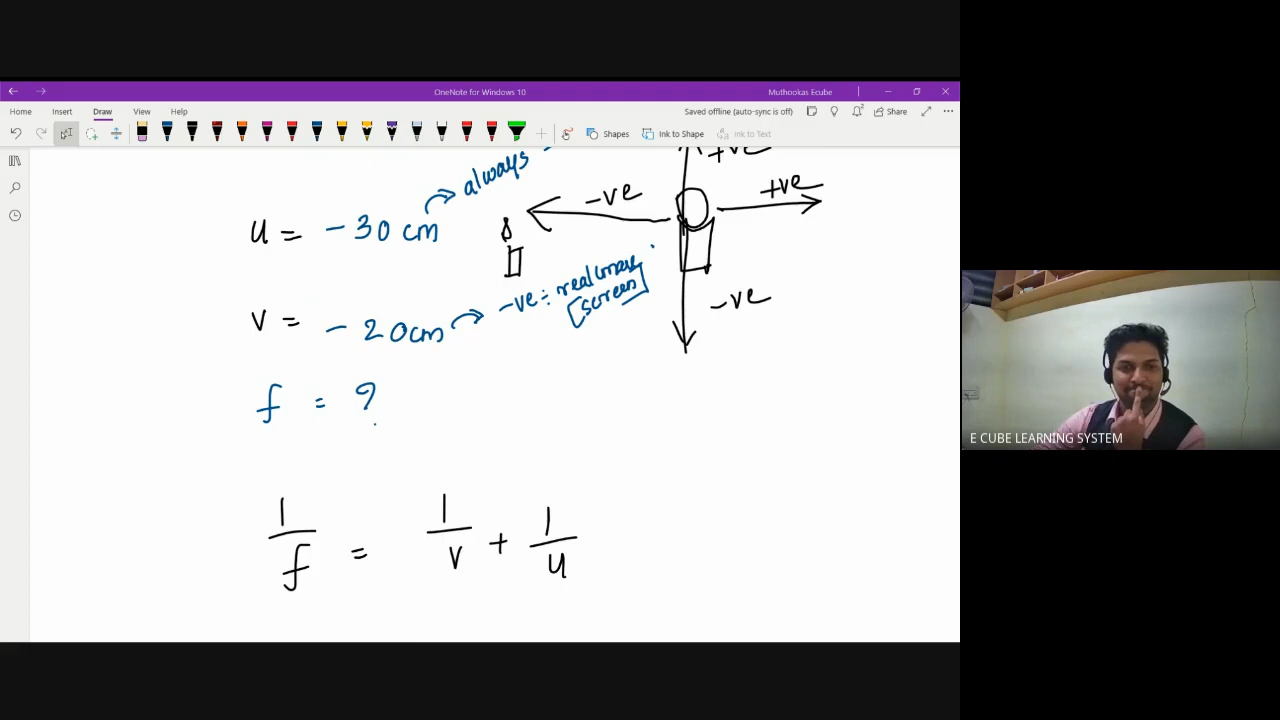 OneNote for Windows 10
Muthookas Ecube
Home Insert Draw View Help
Saved offline (auto-sync is off)
Share
Shapes
Ink to Shape
Ink to Text
always
+ve
-ve
+ve
u = - 30 cm
-ve : real image
[screen]
v = - 20cm
-ve
f = ?
1/f = 1/v + 1/u
E CUBE LEARNING SYSTEM